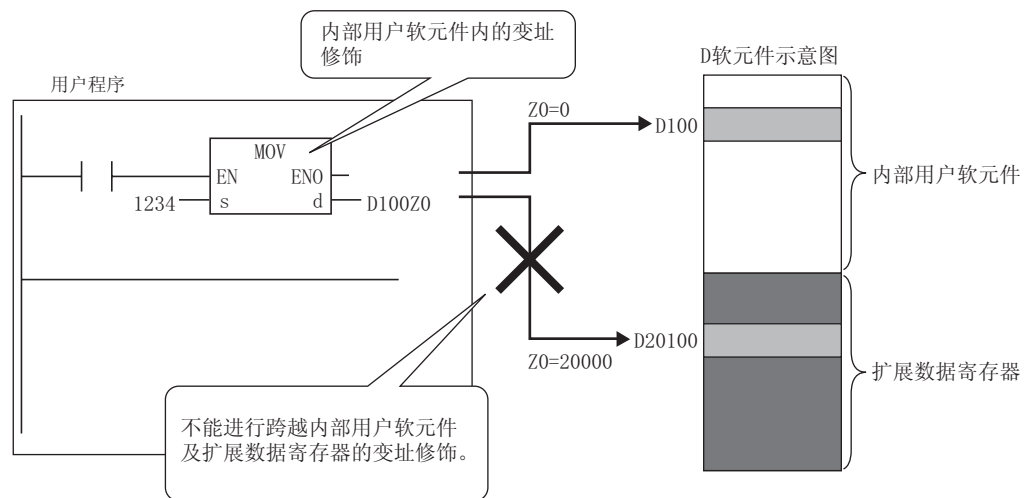 内部用户软元件内的变址
修饰
D软元件示意图
用户程序
Z0=0
D100
MOV
EN ENO
1234 s d D100Z0
内部用户软元件
D20100
Z0=20000
扩展数据寄存器
不能进行跨越内部用户软元件
及扩展数据寄存器的变址修饰。